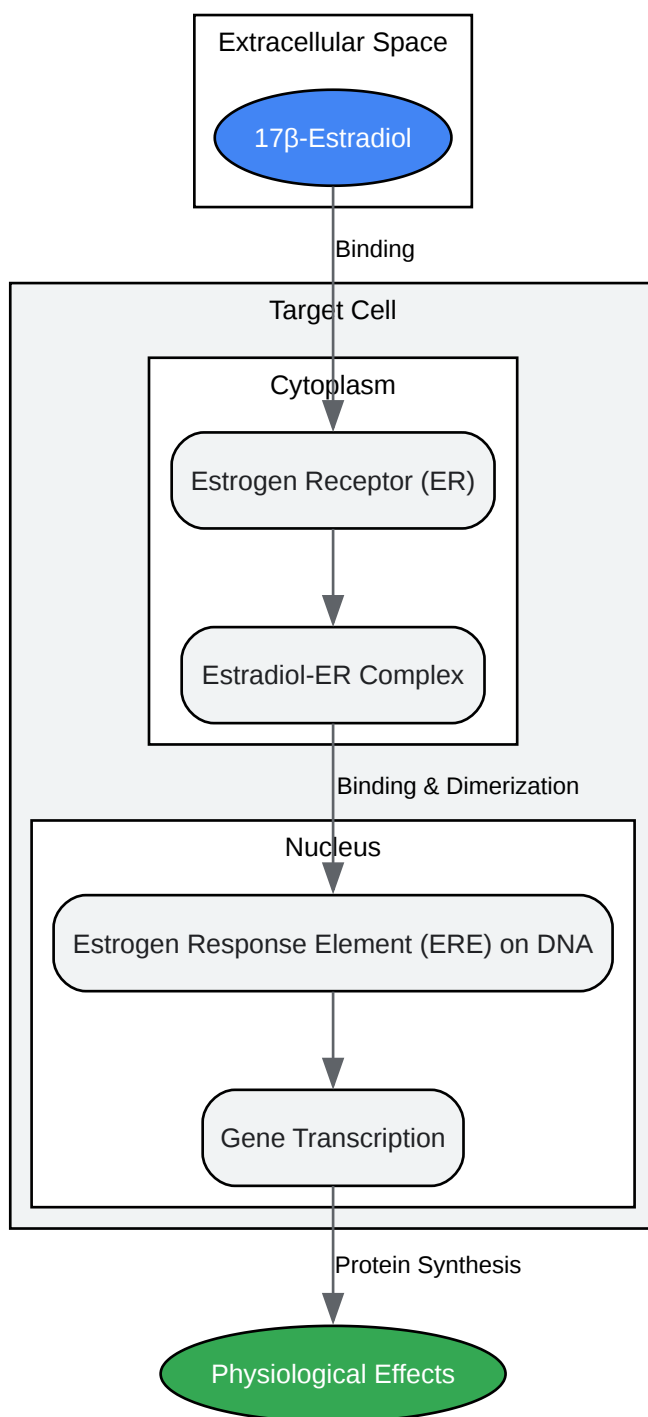 Extracellular Space
17β-Estradiol
Binding
Target Cell
Cytoplasm
Estrogen Receptor (ER)
Estradiol-ER Complex
Binding & Dimerization
Nucleus
Estrogen Response Element (ERE) on DNA
Gene Transcription
Protein Synthesis
Physiological Effects